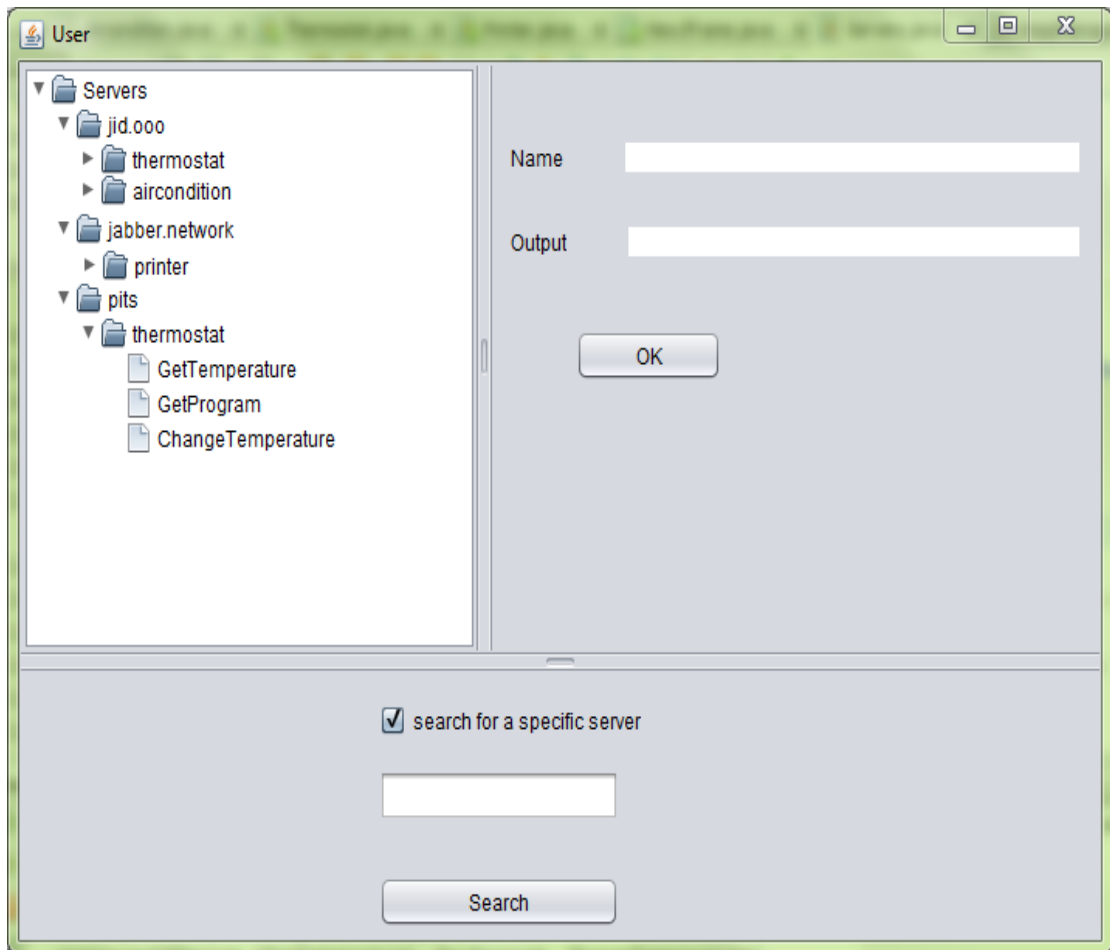 User
Servers
jid.ooo
thermostat
aircondition
jabber.network
printer
pits
thermostat
GetTemperature
GetProgram
ChangeTemperature
Name
Output
OK
search for a specific server
Search